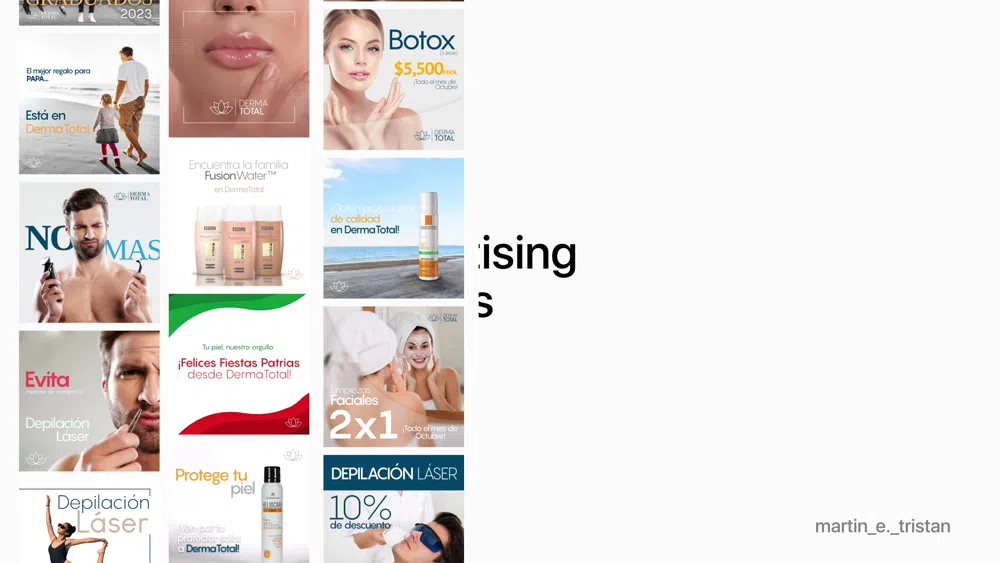 GRADUADOS
2023
El mejor regalo para
PAPÁ...
Está en
DermaTotal
DERMA
TOTAL
NO MAS
Evita
Depilación
Láser
Depilación
Láser
DERMA
TOTAL
Encuentra la familia
FusionWater™
en DermaTotal
ISDIN
ISDIN
ISDIN
Tu piel, nuestro orgullo.
¡Felices Fiestas Patrias
desde DermaTotal!
Protege tu
piel
¡Ven por tu
protector solar
a DermaTotal!
HELIOCARE
Botox
$5,500MXN.
¡Todo el mes de
Octubre!
DERMA
TOTAL
de calidad
en DermaTotal!
DERMA
TOTAL
Limpiezas
Faciales
2x1
¡Todo el mes de
Octubre!
DEPILACIÓN LÁSER
10%
de descuento
tising
s
martin_e._tristan